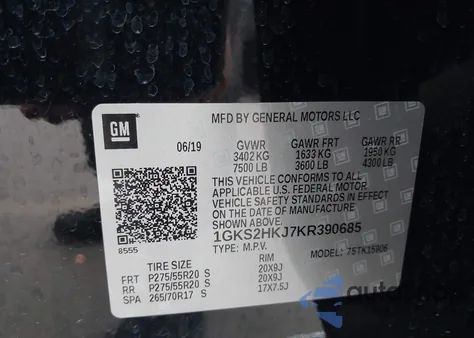 MFD BY GENERAL MOTORS LLC
GM
06/19 GVWR GAWR FRT GAWR RR
3402 KG 1633 KG 1950 KG
7500 LB 3600 LB 4300 LB
THIS VEHICLE CONFORMS TO ALL
APPLICABLE U.S. FEDERAL MOTOR
VEHICLE SAFETY STANDARDS IN EFFECT
ON THE DATE OF MANUFACTURE
SHOWN ABOVE.
1GKS2HKJ7KR390685
8555 TYPE: M.P.V. MODEL: 75TK15906
TIRE SIZE RIM
FRT P275/55R20 S 20X9J
RR P275/55R20 S 20X9J
SPA 265/70R17 S 17X7.5J